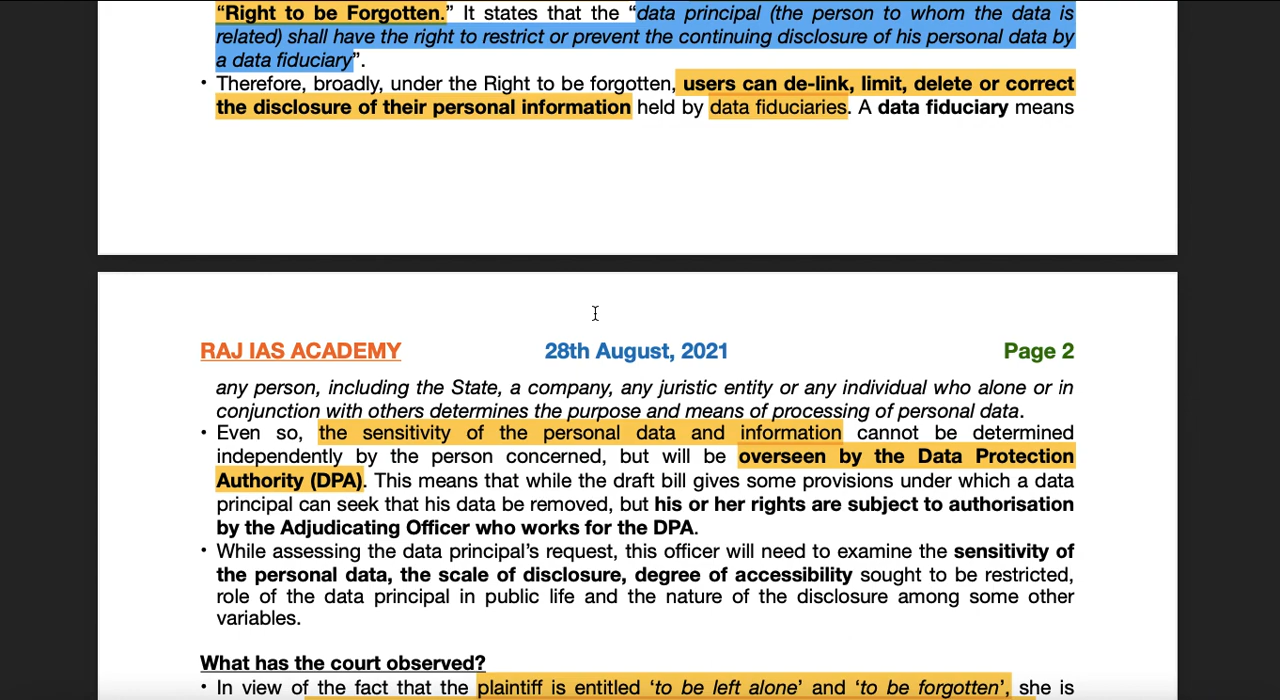 “Right to be Forgotten.” It states that the “data principal (the person to whom the data is
related) shall have the right to restrict or prevent the continuing disclosure of his personal data by
a data fiduciary”.
• Therefore, broadly, under the Right to be forgotten, users can de-link, limit, delete or correct
the disclosure of their personal information held by data fiduciaries. A data fiduciary means
RAJ IAS ACADEMY 28th August, 2021 Page 2
any person, including the State, a company, any juristic entity or any individual who alone or in
conjunction with others determines the purpose and means of processing of personal data.
• Even so, the sensitivity of the personal data and information cannot be determined
independently by the person concerned, but will be overseen by the Data Protection
Authority (DPA). This means that while the draft bill gives some provisions under which a data
principal can seek that his data be removed, but his or her rights are subject to authorisation
by the Adjudicating Officer who works for the DPA.
• While assessing the data principal’s request, this officer will need to examine the sensitivity of
the personal data, the scale of disclosure, degree of accessibility sought to be restricted,
role of the data principal in public life and the nature of the disclosure among some other
variables.
What has the court observed?
• In view of the fact that the plaintiff is entitled ‘to be left alone’ and ‘to be forgotten’, she is